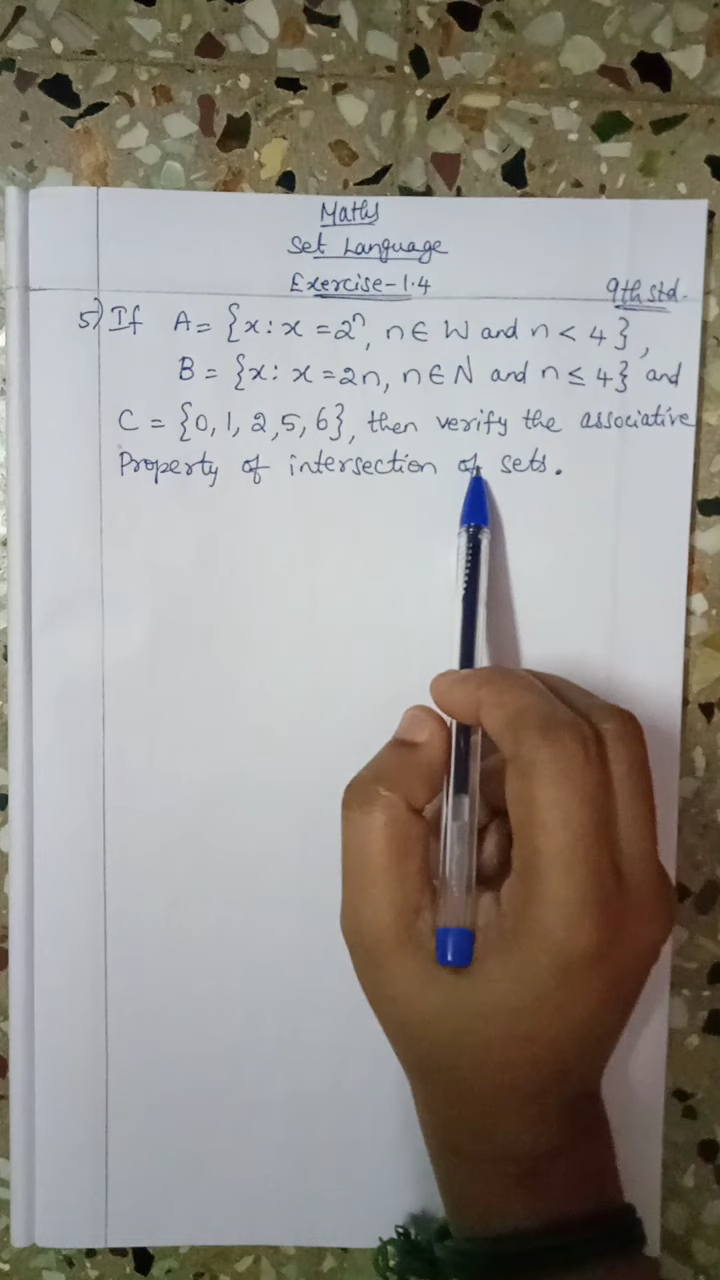 Maths
Set Language
Exercise-1.4
9th std.
5) If A = {x : x = 2ⁿ, n ∈ W and n < 4},
B = {x : x = 2n, n ∈ N and n ≤ 4} and
C = {0, 1, 2, 5, 6}, then verify the associative
Property of intersection of sets.